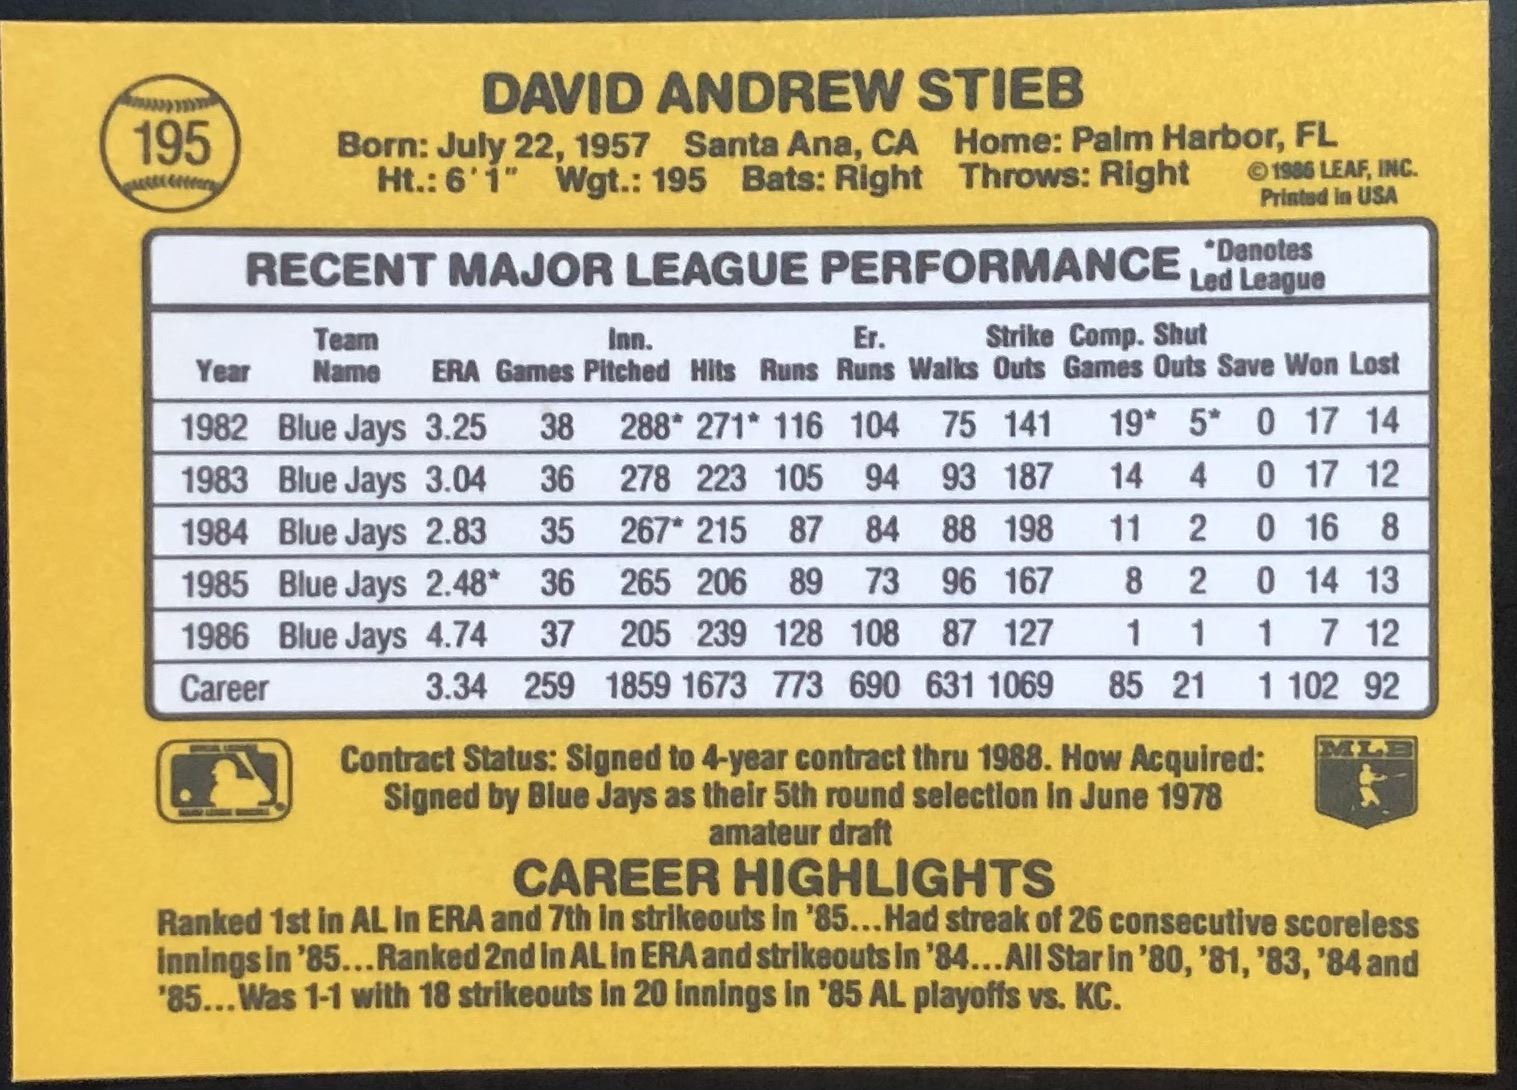 195
DAVID ANDREW STIEB
Born: July 22, 1957 Santa Ana, CA Home: Palm Harbor, FL
Ht.: 6'1" Wgt.: 195 Bats: Right Throws: Right
©1986 LEAF, INC.
Printed in USA
RECENT MAJOR LEAGUE PERFORMANCE
*Denotes
Led League
Year Team Name ERA Games Inn. Pitched Hits Runs Er. Runs Walks Strike Outs Comp. Games Shut Outs Save Won Lost
1982 Blue Jays 3.25 38 288* 271* 116 104 75 141 19* 5* 0 17 14
1983 Blue Jays 3.04 36 278 223 105 94 93 187 14 4 0 17 12
1984 Blue Jays 2.83 35 267* 215 87 84 88 198 11 2 0 16 8
1985 Blue Jays 2.48* 36 265 206 89 73 96 167 8 2 0 14 13
1986 Blue Jays 4.74 37 205 239 128 108 87 127 1 1 1 7 12
Career 3.34 259 1859 1673 773 690 631 1069 85 21 1 102 92
Contract Status: Signed to 4-year contract thru 1988. How Acquired:
Signed by Blue Jays as their 5th round selection in June 1978
amateur draft
MLB
CAREER HIGHLIGHTS
Ranked 1st in AL in ERA and 7th in strikeouts in '85...Had streak of 26 consecutive scoreless
innings in '85...Ranked 2nd in AL in ERA and strikeouts in '84...All Star in '80, '81, '83, '84 and
'85...Was 1-1 with 18 strikeouts in 20 innings in '85 AL playoffs vs. KC.